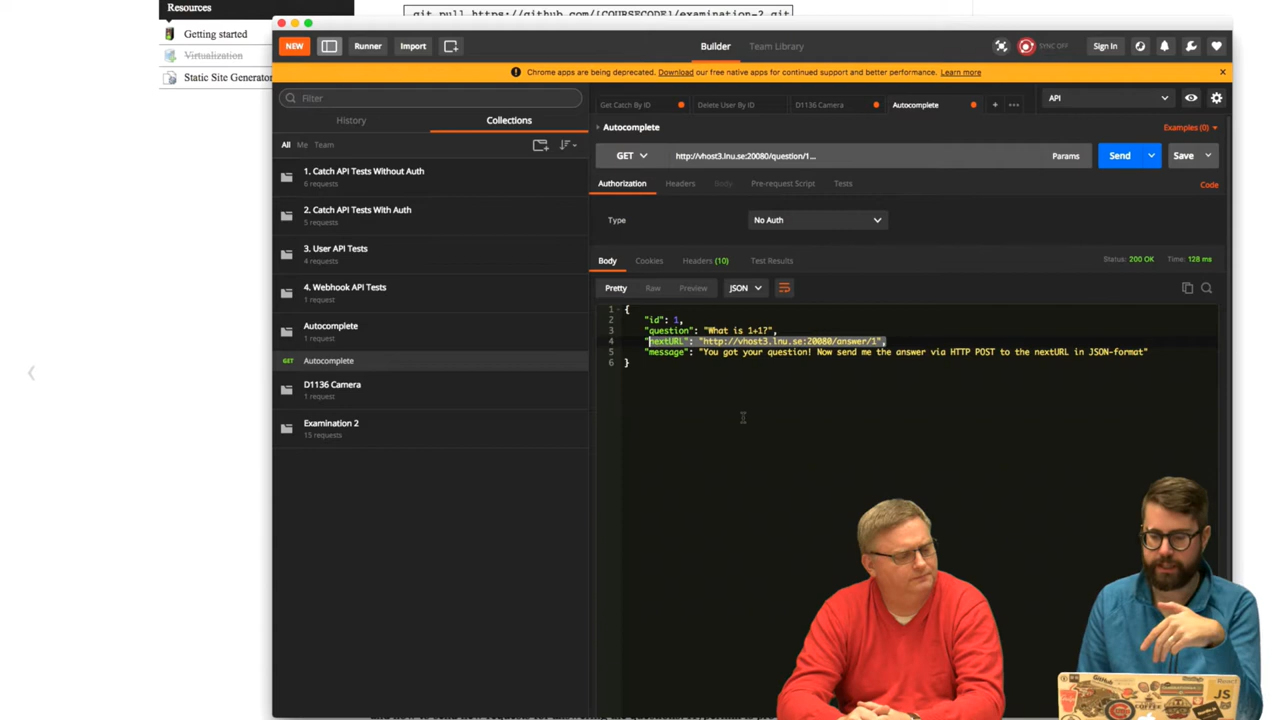 Resources
Getting started
Virtualization
Static Site Generator
git pull https://github.com/{COURSECODE}/examination-2.git
NEW
Runner
Import
Builder
Team Library
SYNC OFF
Sign In
Chrome apps are being deprecated. Download our free native apps for continued support and better performance. Learn more
Filter
History
Collections
All
Me
Team
1. Catch API Tests Without Auth
6 requests
2. Catch API Tests With Auth
5 requests
3. User API Tests
4 requests
4. Webhook API Tests
1 request
Autocomplete
1 request
GET
Autocomplete
D1136 Camera
1 request
Examination 2
15 requests
Get Catch By ID
Delete User By ID
D1136 Camera
Autocomplete
API
Autocomplete
Examples (0)
GET
http://vhost3.lnu.se:20080/question/1...
Params
Send
Save
Authorization
Headers
Body
Pre-request Script
Tests
Code
Type
No Auth
Body
Cookies
Headers (10)
Test Results
Status: 200 OK
Time: 128 ms
Pretty
Raw
Preview
JSON
1 {
2 "id": 1,
3 "question": "What is 1+1?",
4 "nextURL": "http://vhost3.lnu.se:20080/answer/1",
5 "message": "You got your question! Now send me the answer via HTTP POST to the nextURL in JSON-format"
6 }
GitHub
JS